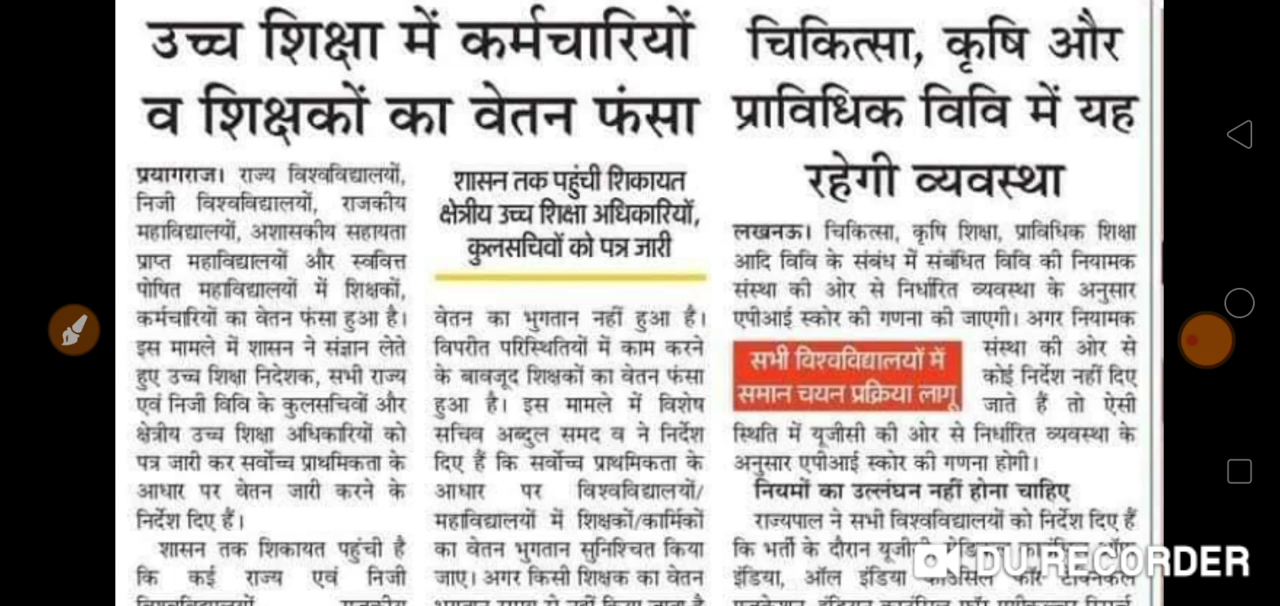 उच्च शिक्षा में कर्मचारियों
व शिक्षकों का वेतन फंसा
प्रयागराज। राज्य विश्वविद्यालयों,
निजी विश्वविद्यालयों, राजकीय
महाविद्यालयों, अशासकीय सहायता
प्राप्त महाविद्यालयों और स्ववित्त
पोषित महाविद्यालयों में शिक्षकों,
कर्मचारियों का वेतन फंसा हुआ है।
इस मामले में शासन ने संज्ञान लेते
हुए उच्च शिक्षा निदेशक, सभी राज्य
एवं निजी विवि के कुलसचिवों और
क्षेत्रीय उच्च शिक्षा अधिकारियों को
पत्र जारी कर सर्वोच्च प्राथमिकता के
आधार पर वेतन जारी करने के
निर्देश दिए हैं।
शासन तक शिकायत पहुंची है
कि कई राज्य एवं निजी
विश्वविद्यालयों राजकीय
शासन तक पहुंची शिकायत
क्षेत्रीय उच्च शिक्षा अधिकारियों,
कुलसचिवों को पत्र जारी
वेतन का भुगतान नहीं हुआ है।
विपरीत परिस्थितियों में काम करने
के बावजूद शिक्षकों का वेतन फंसा
हुआ है। इस मामले में विशेष
सचिव अब्दुल समद व ने निर्देश
दिए हैं कि सर्वोच्च प्राथमिकता के
आधार पर विश्वविद्यालयों/
महाविद्यालयों में शिक्षकों/कार्मिकों
का वेतन भुगतान सुनिश्चित किया
जाए। अगर किसी शिक्षक का वेतन
भुगतान समय से नहीं किया जाता है
चिकित्सा, कृषि और
प्राविधिक विवि में यह
रहेगी व्यवस्था
लखनऊ। चिकित्सा, कृषि शिक्षा, प्राविधिक शिक्षा
आदि विवि के संबंध में संबंधित विवि की नियामक
संस्था की ओर से निर्धारित व्यवस्था के अनुसार
एपीआई स्कोर की गणना की जाएगी। अगर नियामक
सभी विश्वविद्यालयों में
समान चयन प्रक्रिया लागू
संस्था की ओर से
कोई निर्देश नहीं दिए
जाते हैं तो ऐसी
स्थिति में यूजीसी की ओर से निर्धारित व्यवस्था के
अनुसार एपीआई स्कोर की गणना होगी।
नियमों का उल्लंघन नहीं होना चाहिए
राज्यपाल ने सभी विश्वविद्यालयों को निर्देश दिए हैं
कि भर्ती के दौरान
इंडिया, ऑल इंडिया काउंसिल फॉर टेक्निकल
DU RECORDER